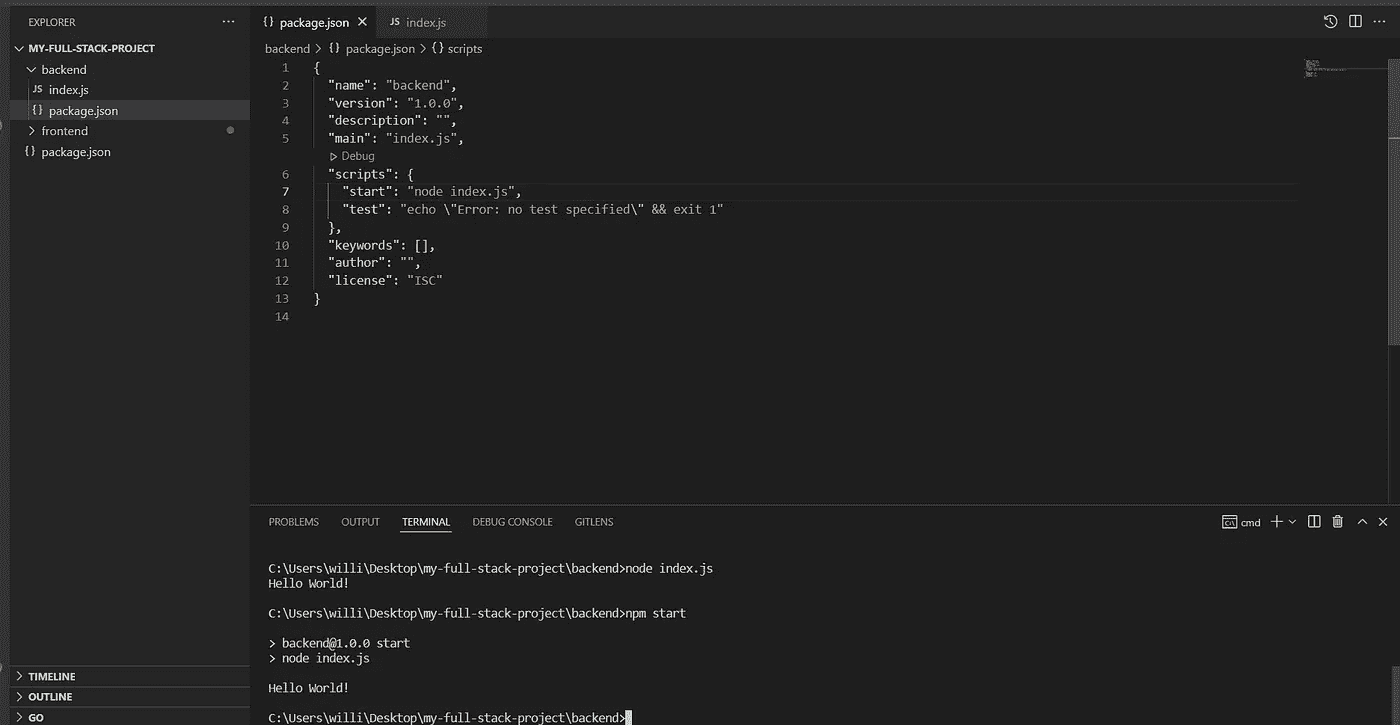 EXPLORER
MY-FULL-STACK-PROJECT
backend
JS index.js
{} package.json
frontend
{} package.json
TIMELINE
OUTLINE
GO
{} package.json
JS index.js
backend > {} package.json > {} scripts
1 {
2 "name": "backend",
3 "version": "1.0.0",
4 "description": "",
5 "main": "index.js",
Debug
6 "scripts": {
7 "start": "node index.js",
8 "test": "echo \"Error: no test specified\" && exit 1"
9 },
10 "keywords": [],
11 "author": "",
12 "license": "ISC"
13 }
14
PROBLEMS OUTPUT TERMINAL DEBUG CONSOLE GITLENS
cmd
C:\Users\willi\Desktop\my-full-stack-project\backend>node index.js
Hello World!
C:\Users\willi\Desktop\my-full-stack-project\backend>npm start
> backend@1.0.0 start
> node index.js
Hello World!
C:\Users\willi\Desktop\my-full-stack-project\backend>